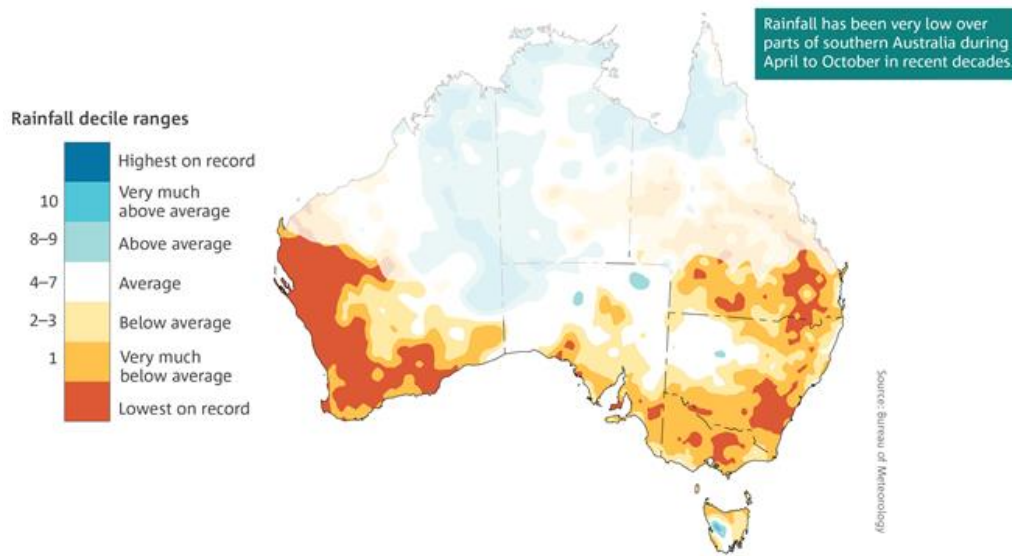 Rainfall has been very low over
parts of southern Australia during
April to October in recent decades.
Rainfall decile ranges
Highest on record
10
Very much
above average
8–9
Above average
4–7
Average
2–3
Below average
1
Very much
below average
Lowest on record
Source: Bureau of Meteorology